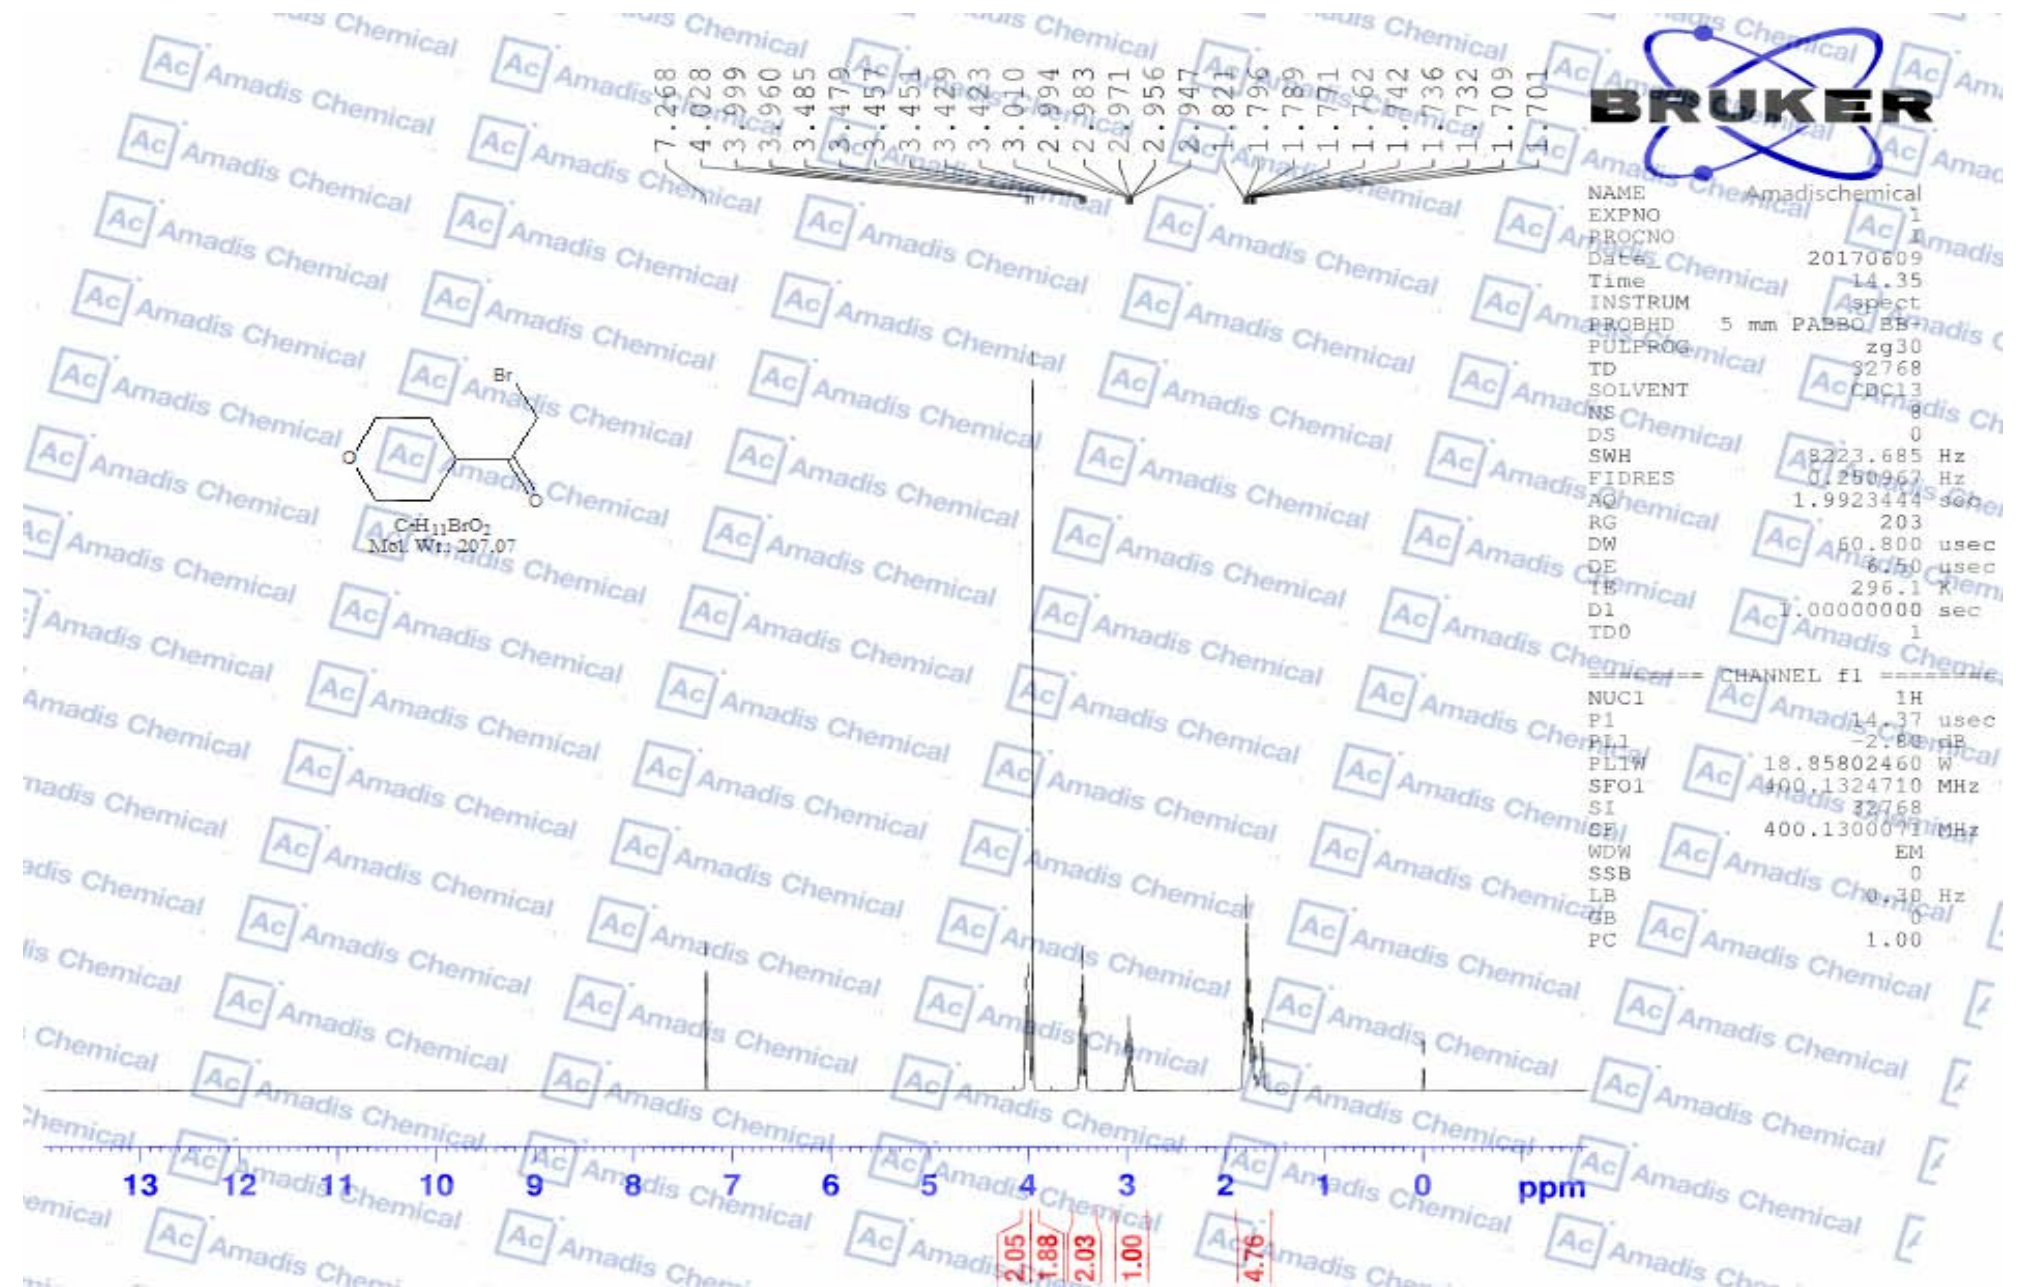 7.268
4.028
3.999
3.960
3.485
3.479
3.457
3.451
3.429
3.423
3.010
2.994
2.983
2.971
2.956
2.947
1.821
1.796
1.789
1.771
1.762
1.742
1.736
1.732
1.709
1.701
BRUKER
NAME Amadischemical
EXPNO 1
PROCNO 1
Date_ 20170609
Time 14.35
INSTRUM spect
PROBHD 5 mm PABBO BB-
PULPROG zg30
TD 32768
SOLVENT CDCl3
NS 8
DS 0
SWH 8223.685 Hz
FIDRES 0.250967 Hz
AQ 1.9923444 sec
RG 203
DW 60.800 usec
DE 6.50 usec
TE 296.1 K
D1 1.00000000 sec
TD0 1
======== CHANNEL f1 ========
NUC1 1H
P1 14.37 usec
PL1 -2.80 dB
PL1W 18.85802460 W
SFO1 400.1324710 MHz
SI 32768
SF 400.1300071 MHz
WDW EM
SSB 0
LB 0.30 Hz
GB 0
PC 1.00
Br
O
O
C7H11BrO2
Mol. Wt.: 207.07
13 12 11 10 9 8 7 6 5 4 3 2 1 0 ppm
2.05
1.88
2.03
1.00
4.76
Ac Amadis Chemical